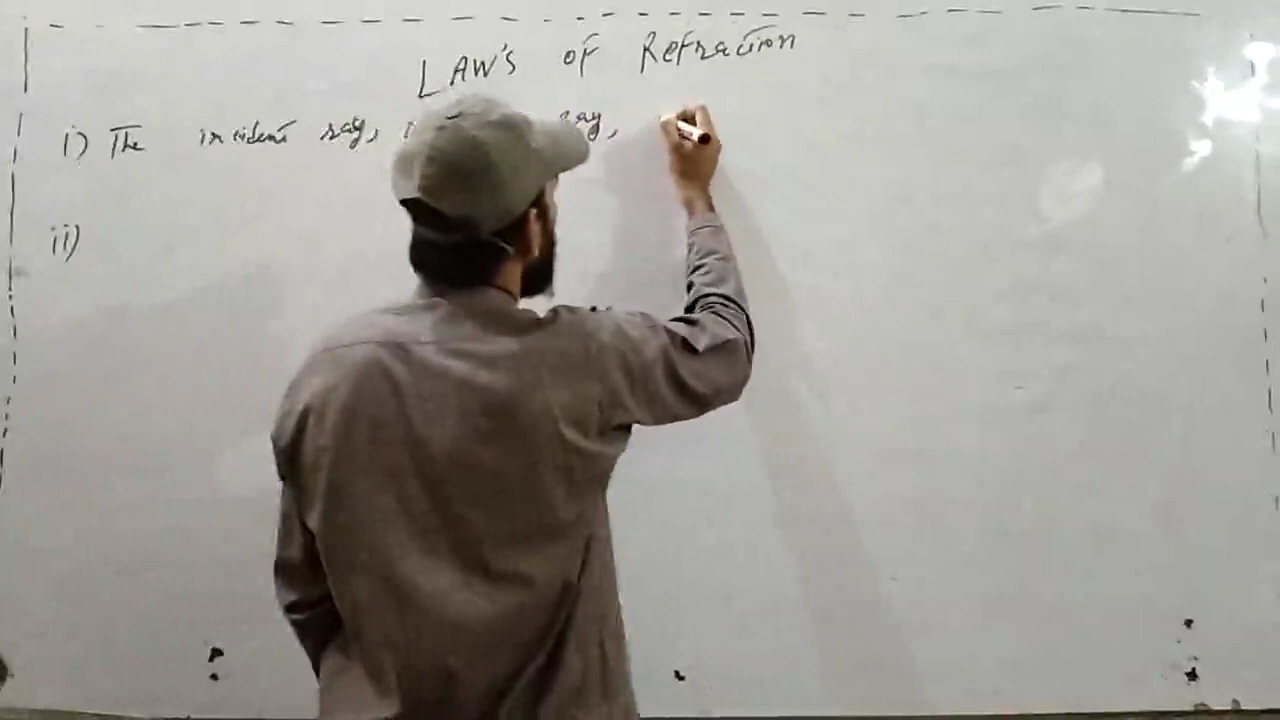 LAW'S OF Refraction
i) The incident ray, ray,
ii)